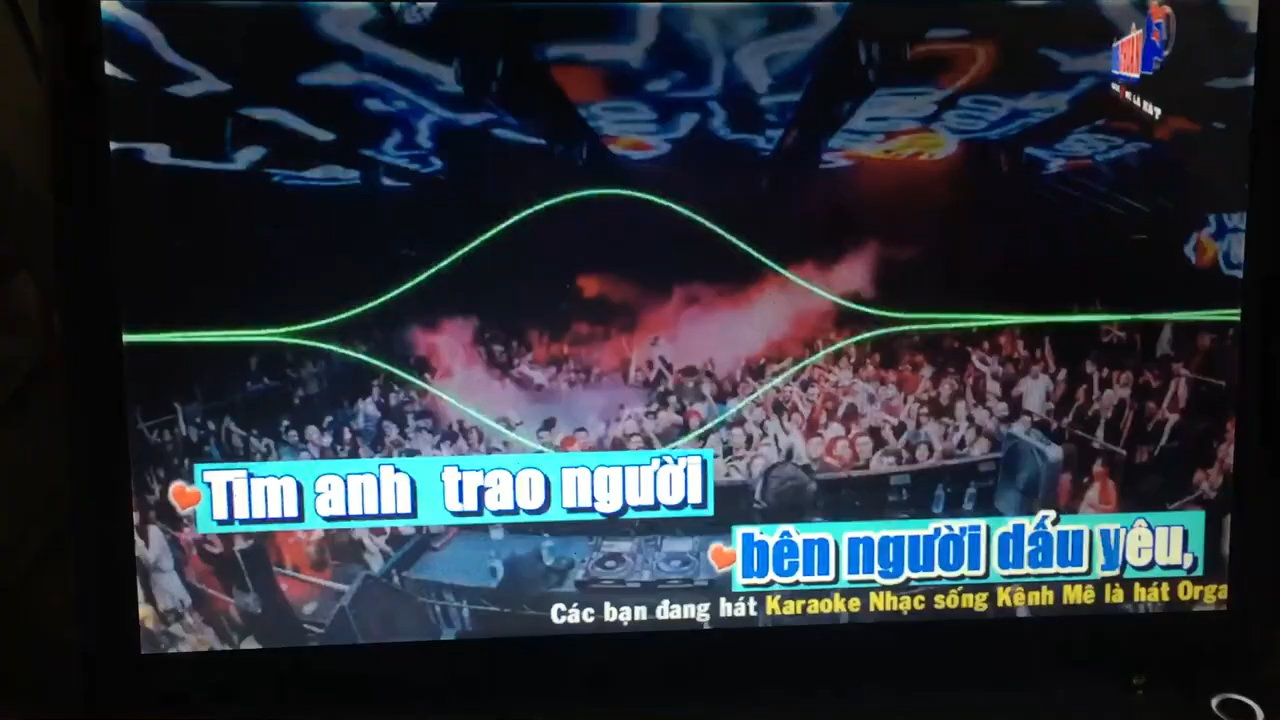 Tim anh trao người
bên người dấu yêu,
Các bạn đang hát Karaoke Nhạc sống Kênh Mê là hát Orga